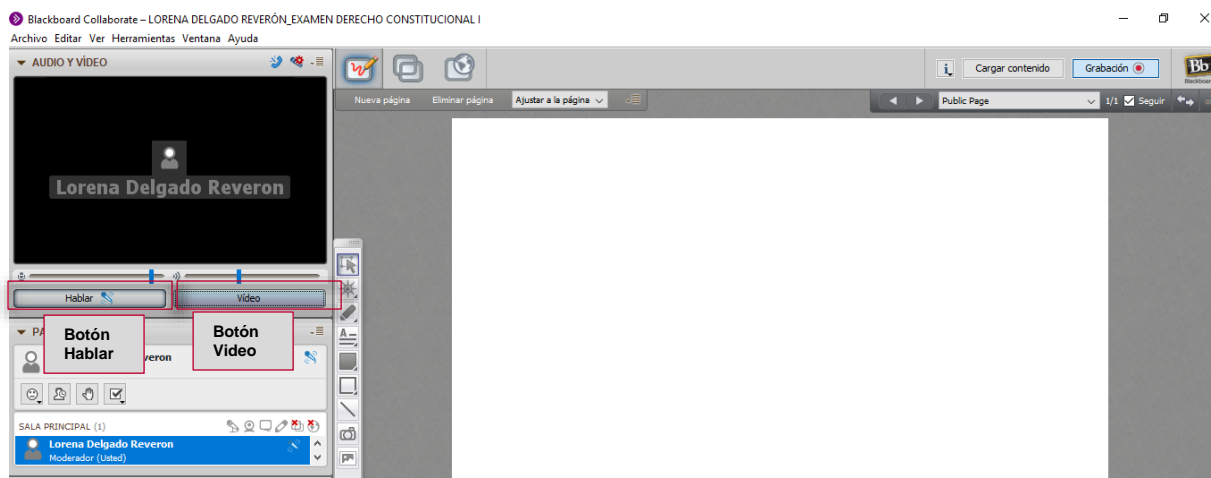 Blackboard Collaborate – LORENA DELGADO REVERÓN_EXAMEN DERECHO CONSTITUCIONAL I
Archivo Editar Ver Herramientas Ventana Ayuda
AUDIO Y VÍDEO
Lorena Delgado Reveron
Hablar
Vídeo
Botón
Hablar
Botón
Video
veron
SALA PRINCIPAL (1)
Lorena Delgado Reveron
Moderador (Usted)
Cargar contenido
Grabación
Bb
Nueva página
Eliminar página
Ajustar a la página
Public Page
1/1
Seguir